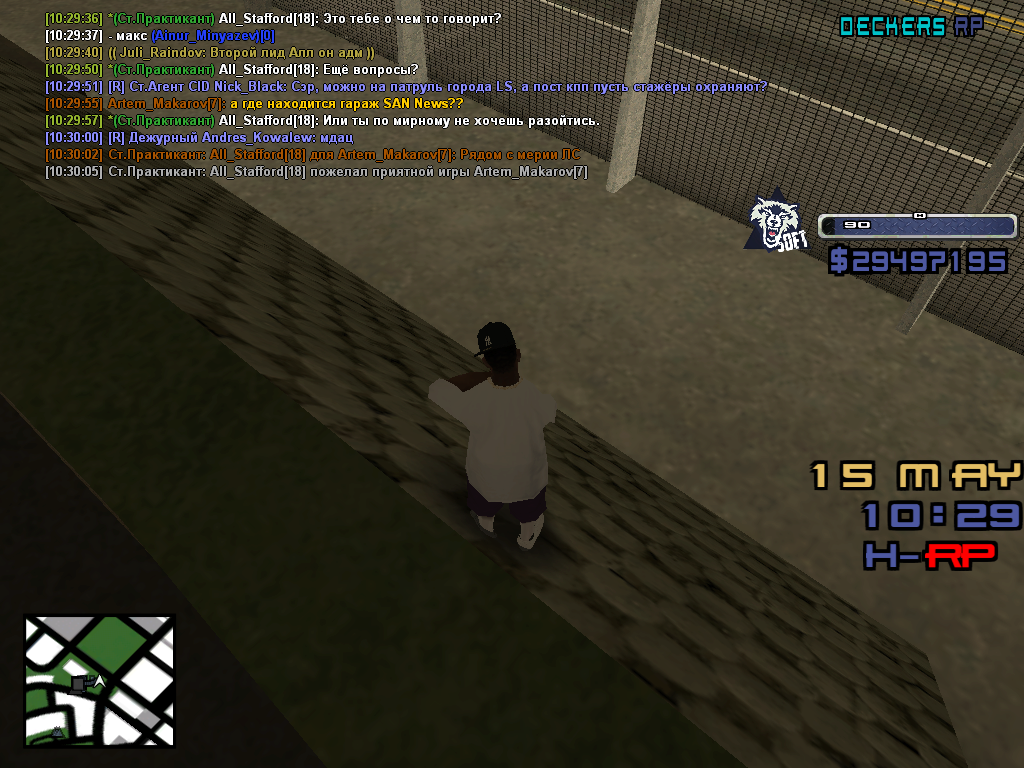 [10:29:36] *(Ст.Практикант) All_Stafford[18]: Это тебе о чем то говорит?
[10:29:37] - макс (Ainur_Minyazev)[0]
[10:29:40] (( Juli_Raindov: Второй пид Алл он адм ))
[10:29:50] *(Ст.Практикант) All_Stafford[18]: Ещё вопросы?
[10:29:51] [R] Ст.Агент CID Nick_Black: Сэр, можно на патруль города LS, а пост кпп пусть стажеры охраняют?
[10:29:55] Artem_Makarov[7]: а где находится гараж SAN News??
[10:29:57] *(Ст.Практикант) All_Stafford[18]: Или ты по мирному не хочешь разойтись.
[10:30:00] [R] Дежурный Andres_Kowalew: мдац
[10:30:02] Ст.Практикант: All_Stafford[18] для Artem_Makarov[7]: Рядом с мерии ЛС
[10:30:05] Ст.Практикант: All_Stafford[18] пожелал приятной игры Artem_Makarov[7]
DECKERS RP
SOFT
H
90
$29497195
15 MAY
10:29
H-RP